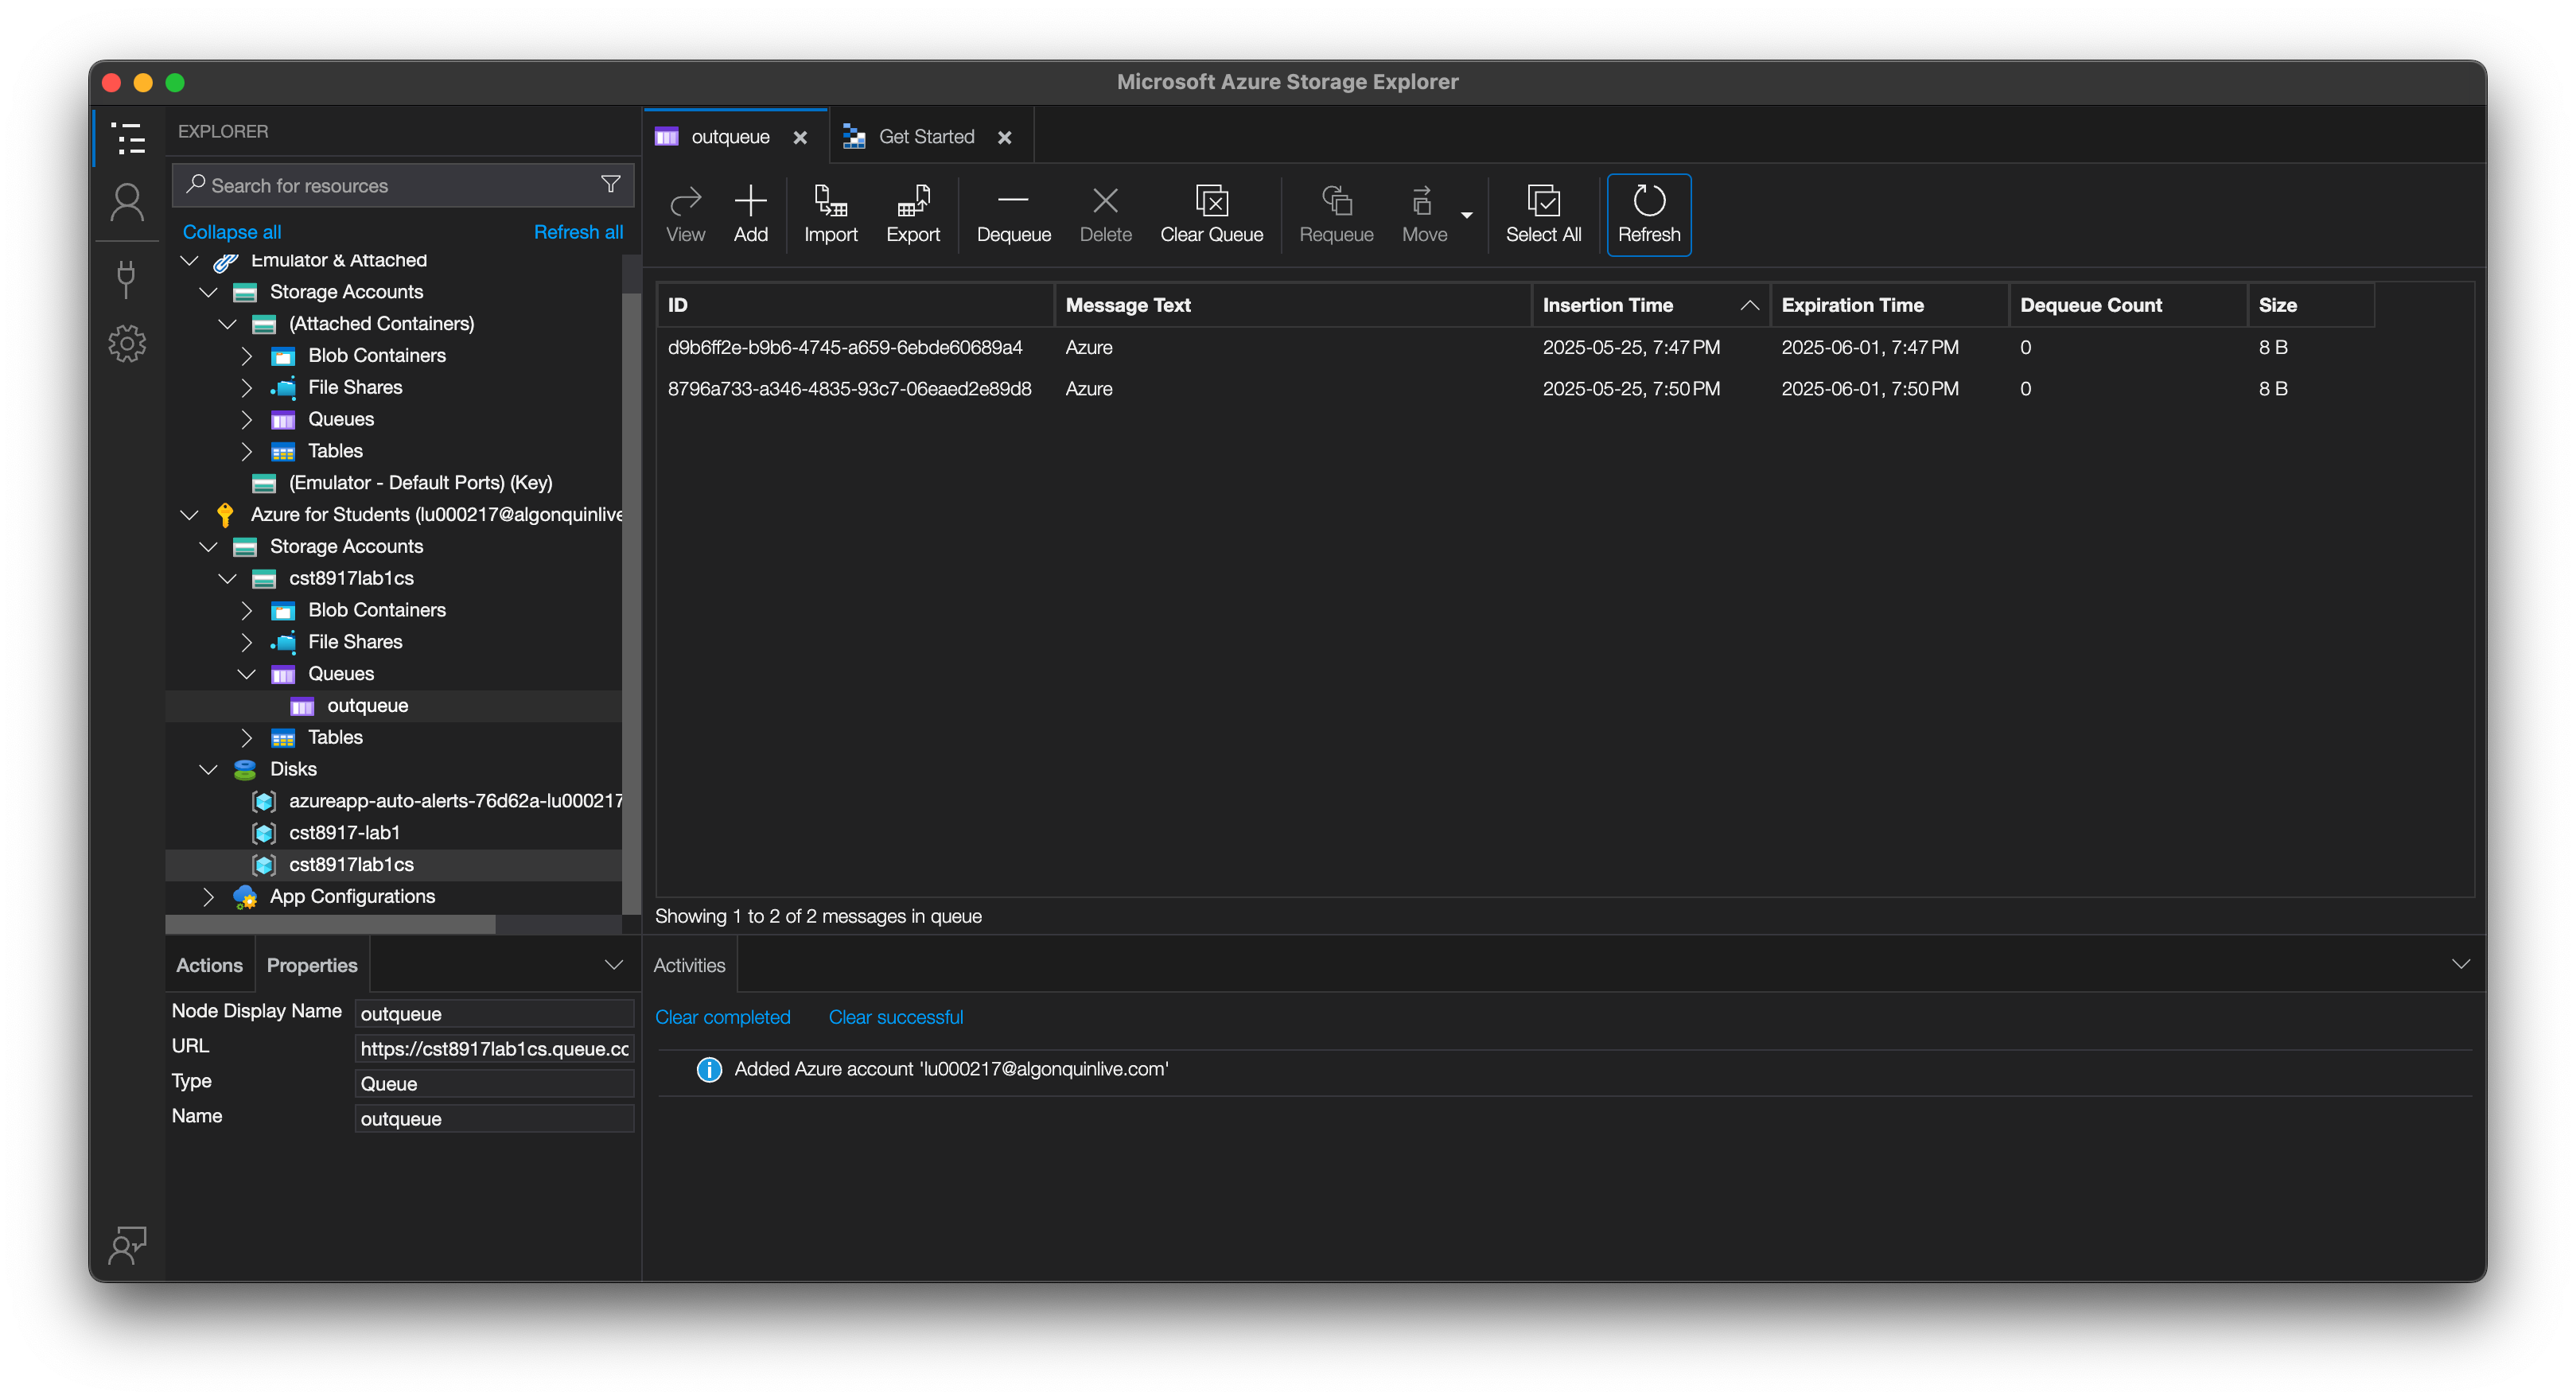 Microsoft Azure Storage Explorer
EXPLORER
Search for resources
Collapse all
Refresh all
Emulator & Attached
Storage Accounts
(Attached Containers)
Blob Containers
File Shares
Queues
Tables
(Emulator - Default Ports) (Key)
Azure for Students (lu000217@algonquinlive
Storage Accounts
cst8917lab1cs
Blob Containers
File Shares
Queues
outqueue
Tables
Disks
azureapp-auto-alerts-76d62a-lu000217
cst8917-lab1
cst8917lab1cs
App Configurations
Actions
Properties
Node Display Name outqueue
URL https://cst8917lab1cs.queue.cc
Type Queue
Name outqueue
outqueue
Get Started
View
Add
Import
Export
Dequeue
Delete
Clear Queue
Requeue
Move
Select All
Refresh
ID Message Text Insertion Time Expiration Time Dequeue Count Size
d9b6ff2e-b9b6-4745-a659-6ebde60689a4 Azure 2025-05-25, 7:47 PM 2025-06-01, 7:47 PM 0 8 B
8796a733-a346-4835-93c7-06eaed2e89d8 Azure 2025-05-25, 7:50 PM 2025-06-01, 7:50 PM 0 8 B
Showing 1 to 2 of 2 messages in queue
Activities
Clear completed
Clear successful
Added Azure account 'lu000217@algonquinlive.com'